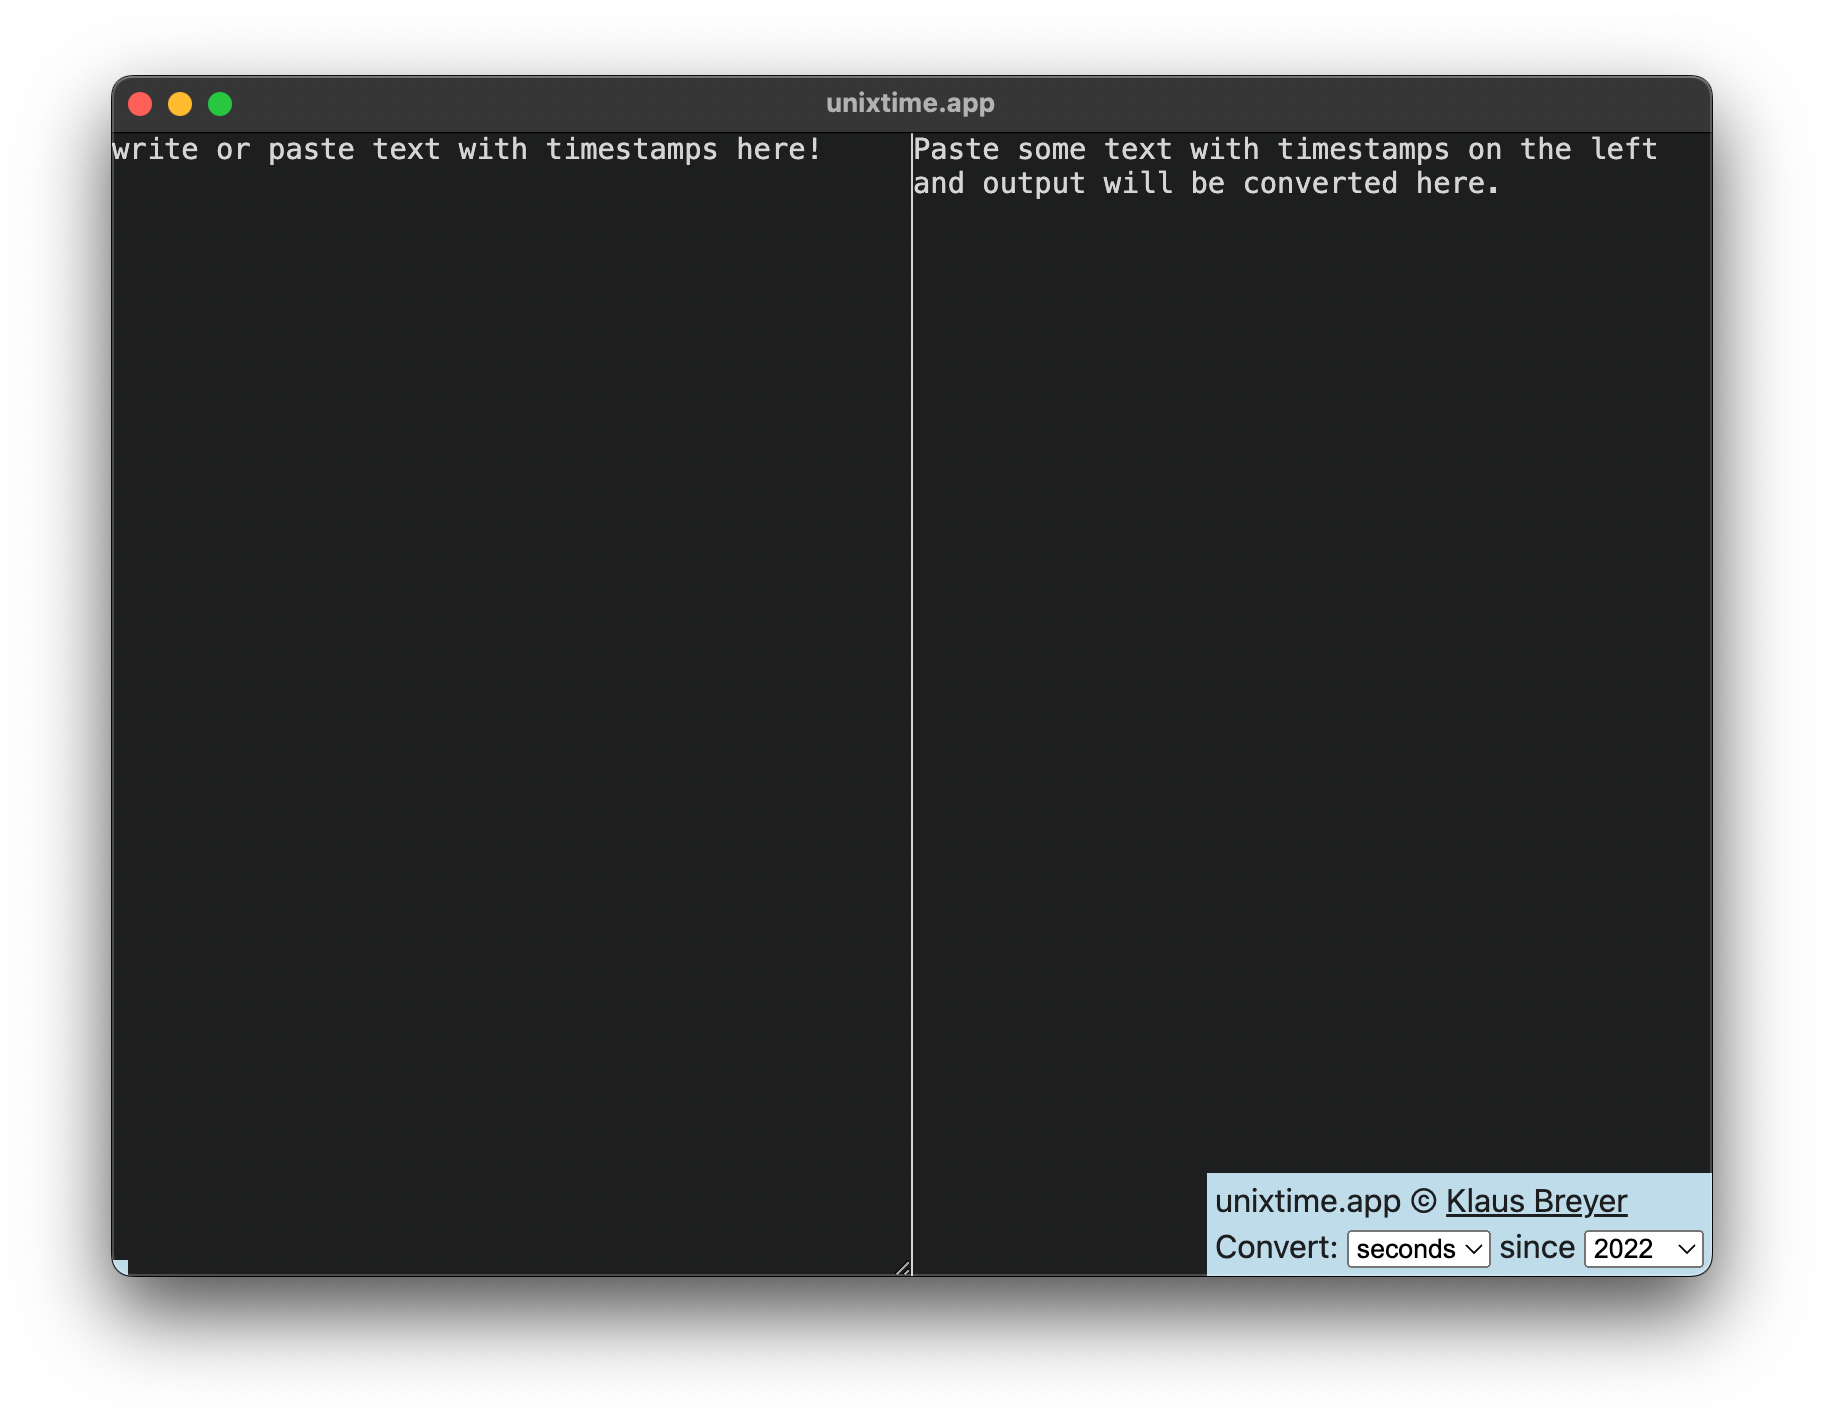 unixtime.app
write or paste text with timestamps here!
Paste some text with timestamps on the left
and output will be converted here.
unixtime.app © Klaus Breyer
Convert: seconds since 2022